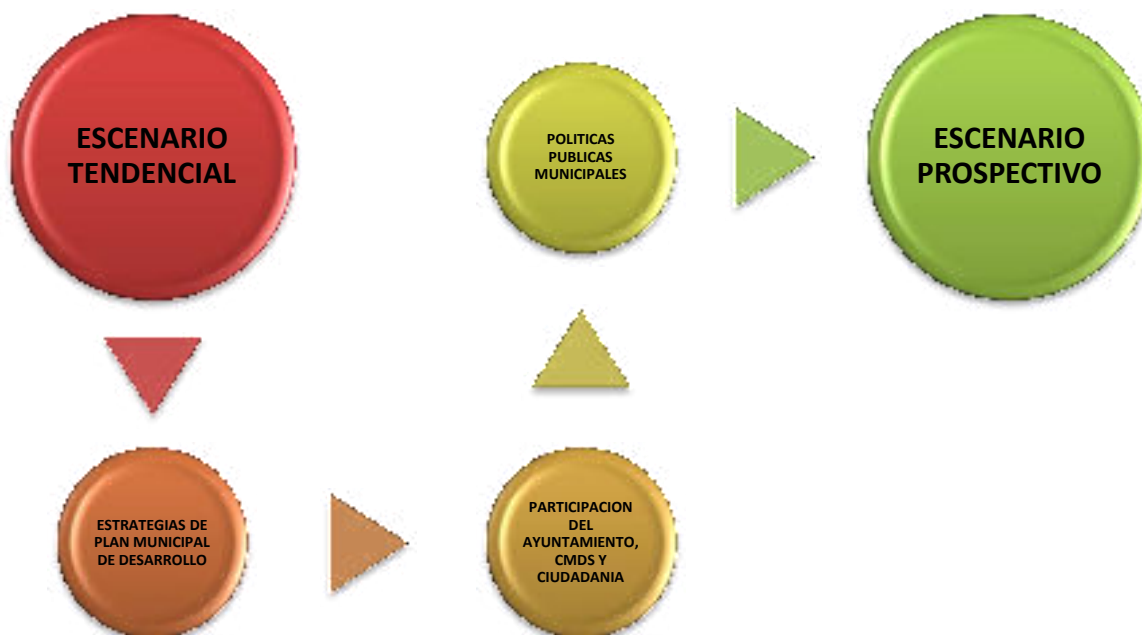 ESCENARIO
TENDENCIAL
ESTRATEGIAS DE
PLAN MUNICIPAL
DE DESARROLLO
PARTICIPACION
DEL
AYUNTAMIENTO,
CMDS Y
CIUDADANIA
POLITICAS
PUBLICAS
MUNICIPALES
ESCENARIO
PROSPECTIVO